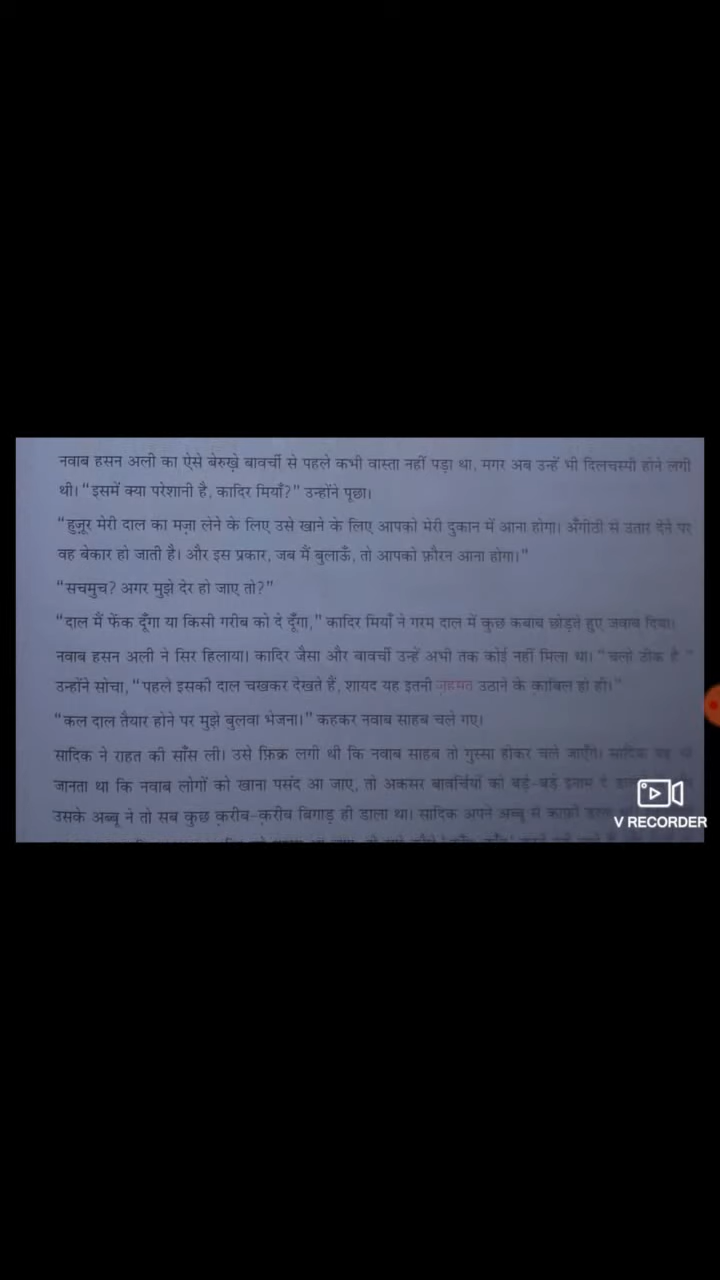 नवाब हसन अली का ऐसे बेरुख़े बावर्ची से पहले कभी वास्ता नहीं पड़ा था, मगर अब उन्हें भी दिलचस्पी होने लगी
थी। "इसमें क्या परेशानी है, कादिर मियाँ?" उन्होंने पूछा।
"हुज़ूर मेरी दाल का मज़ा लेने के लिए उसे खाने के लिए आपको मेरी दुकान में आना होगा। अँगीठी में उतार देने पर
वह बेकार हो जाती है। और इस प्रकार, जब मैं बुलाऊँ, तो आपको फ़ौरन आना होगा।"
"सचमुच? अगर मुझे देर हो जाए तो?"
"दाल मैं फेंक दूँगा या किसी गरीब को दे दूँगा," कादिर मियाँ ने गरम दाल में कुछ कबाब छोड़ते हुए जवाब दिया।
नवाब हसन अली ने सिर हिलाया। कादिर जैसा और बावर्ची उन्हें अभी तक कोई नहीं मिला था। "चलो ठीक है"
उन्होंने सोचा, "पहले इसकी दाल चखकर देखते हैं, शायद यह इतनी ज़हमत उठाने के काबिल हो ही।"
"कल दाल तैयार होने पर मुझे बुलवा भेजना।" कहकर नवाब साहब चले गए।
सादिक ने राहत की साँस ली। उसे फ़िक्र लगी थी कि नवाब साहब तो गुस्सा होकर चले जाएँगे। सादिक यह
जानता था कि नवाब लोगों को खाना पसंद आ जाए, तो अकसर बावर्चियों को बड़े-बड़े इनाम दे
उसके अब्बू ने तो सब कुछ क़रीब-क़रीब बिगाड़ ही डाला था। सादिक अपने अब्बू से काफ़ी
V RECORDER